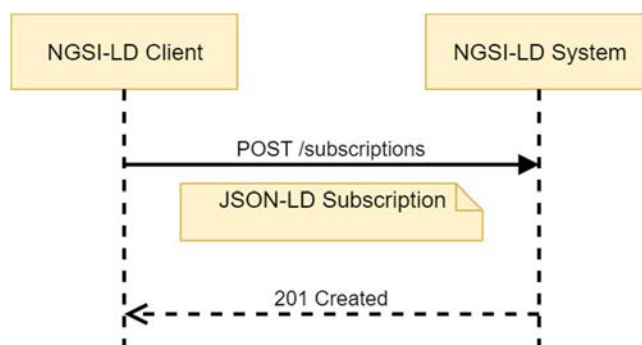 NGSI-LD Client
NGSI-LD System
POST /subscriptions
JSON-LD Subscription
201 Created